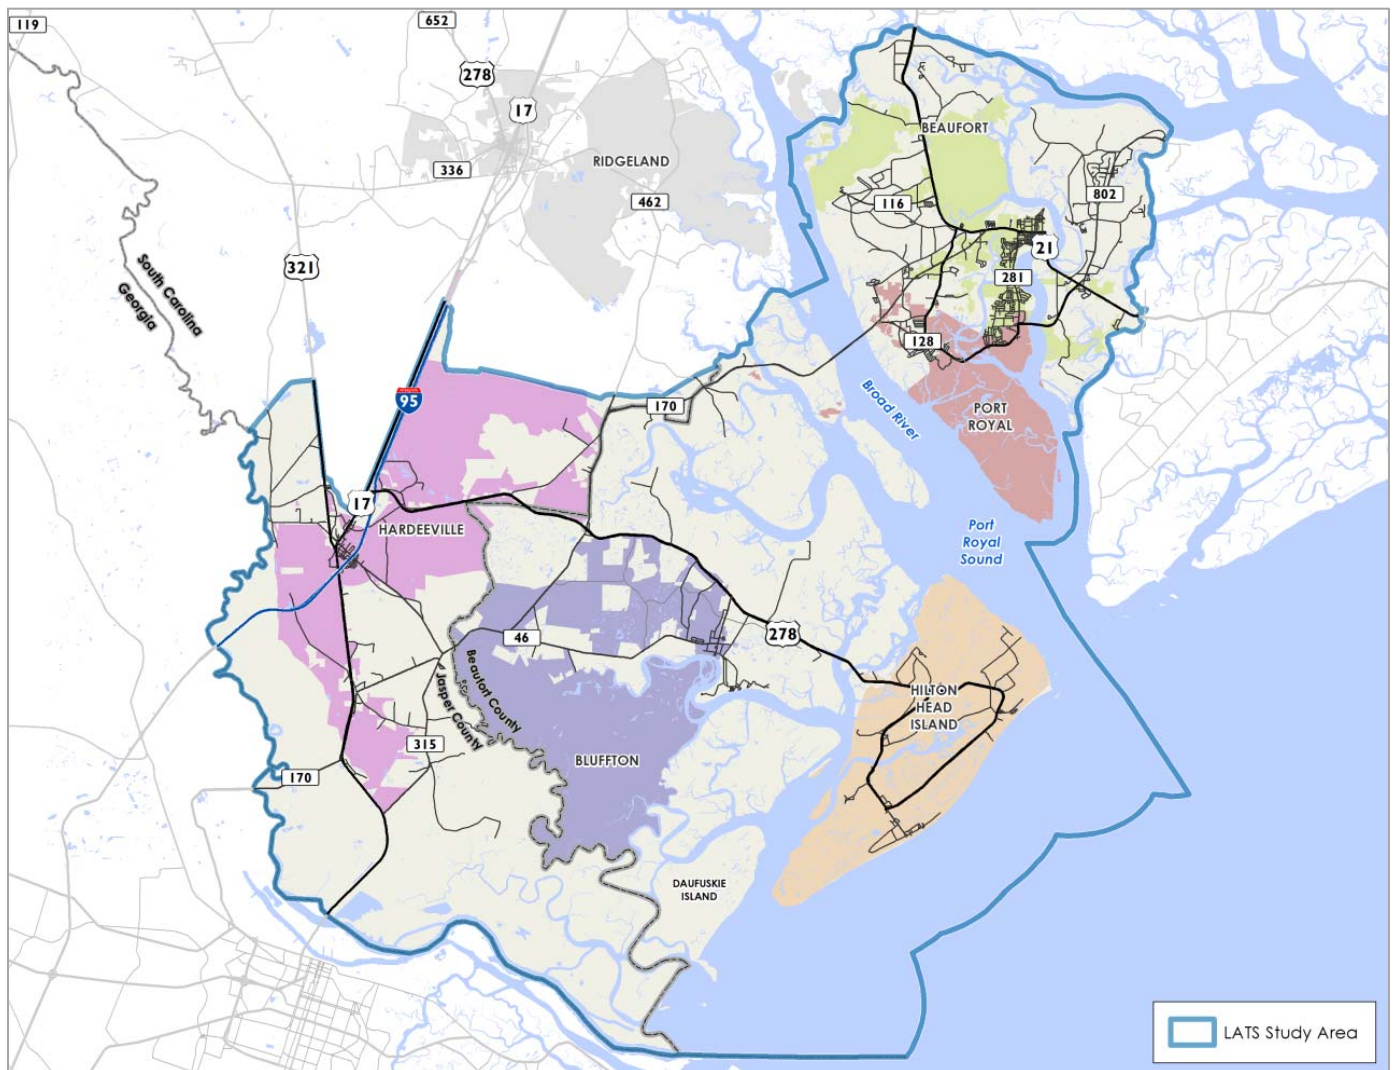 119
652
278
17
RIDGELAND
336
462
BEAUFORT
116
802
21
281
128
321
South Carolina
Georgia
95
170
Broad River
PORT
ROYAL
17
HARDEEVILLE
Port
Royal
Sound
46
278
Beaufort County
Jasper County
HILTON
HEAD
ISLAND
315
BLUFFTON
170
DAUFUSKIE
ISLAND
LATS Study Area